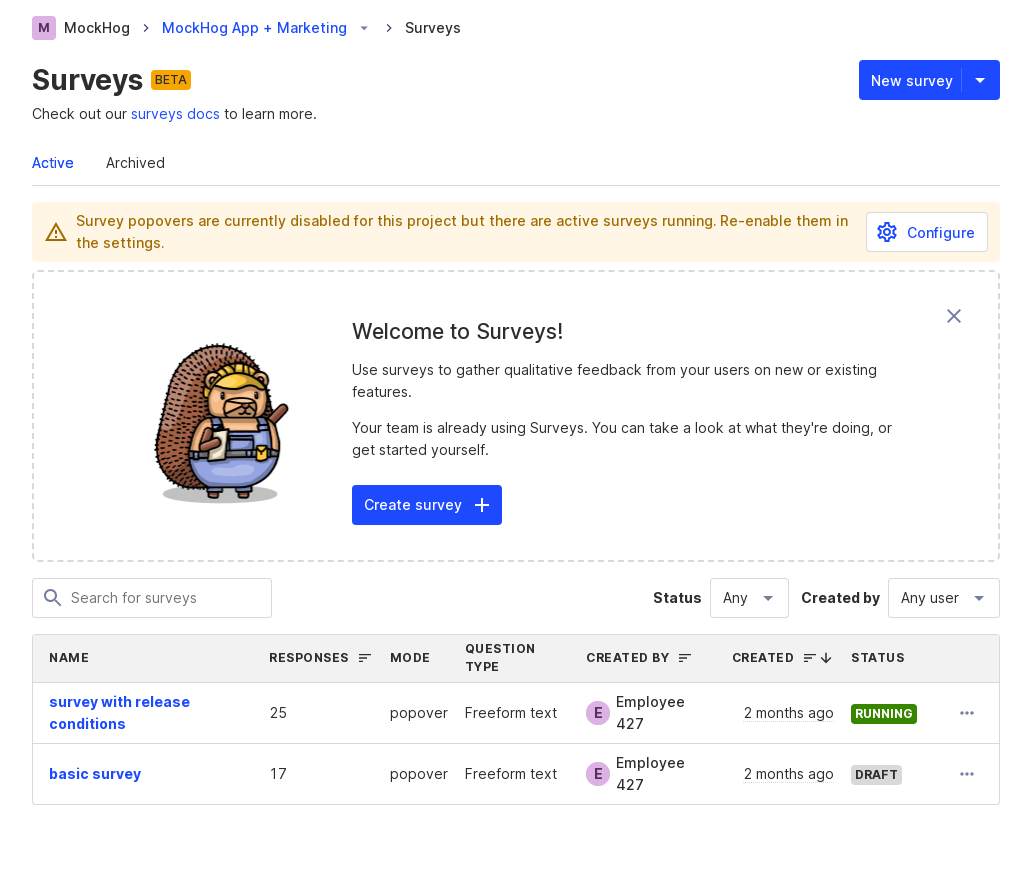 M MockHog MockHog App + Marketing Surveys
Surveys BETA
New survey
Check out our surveys docs to learn more.
Active Archived
Survey popovers are currently disabled for this project but there are active surveys running. Re-enable them in
the settings.
Configure
Welcome to Surveys!
Use surveys to gather qualitative feedback from your users on new or existing
features.
Your team is already using Surveys. You can take a look at what they're doing, or
get started yourself.
Create survey
Search for surveys
Status Any Created by Any user
NAME RESPONSES MODE QUESTION TYPE CREATED BY CREATED STATUS
survey with release
conditions
25 popover Freeform text E Employee 427 2 months ago RUNNING
basic survey 17 popover Freeform text E Employee 427 2 months ago DRAFT